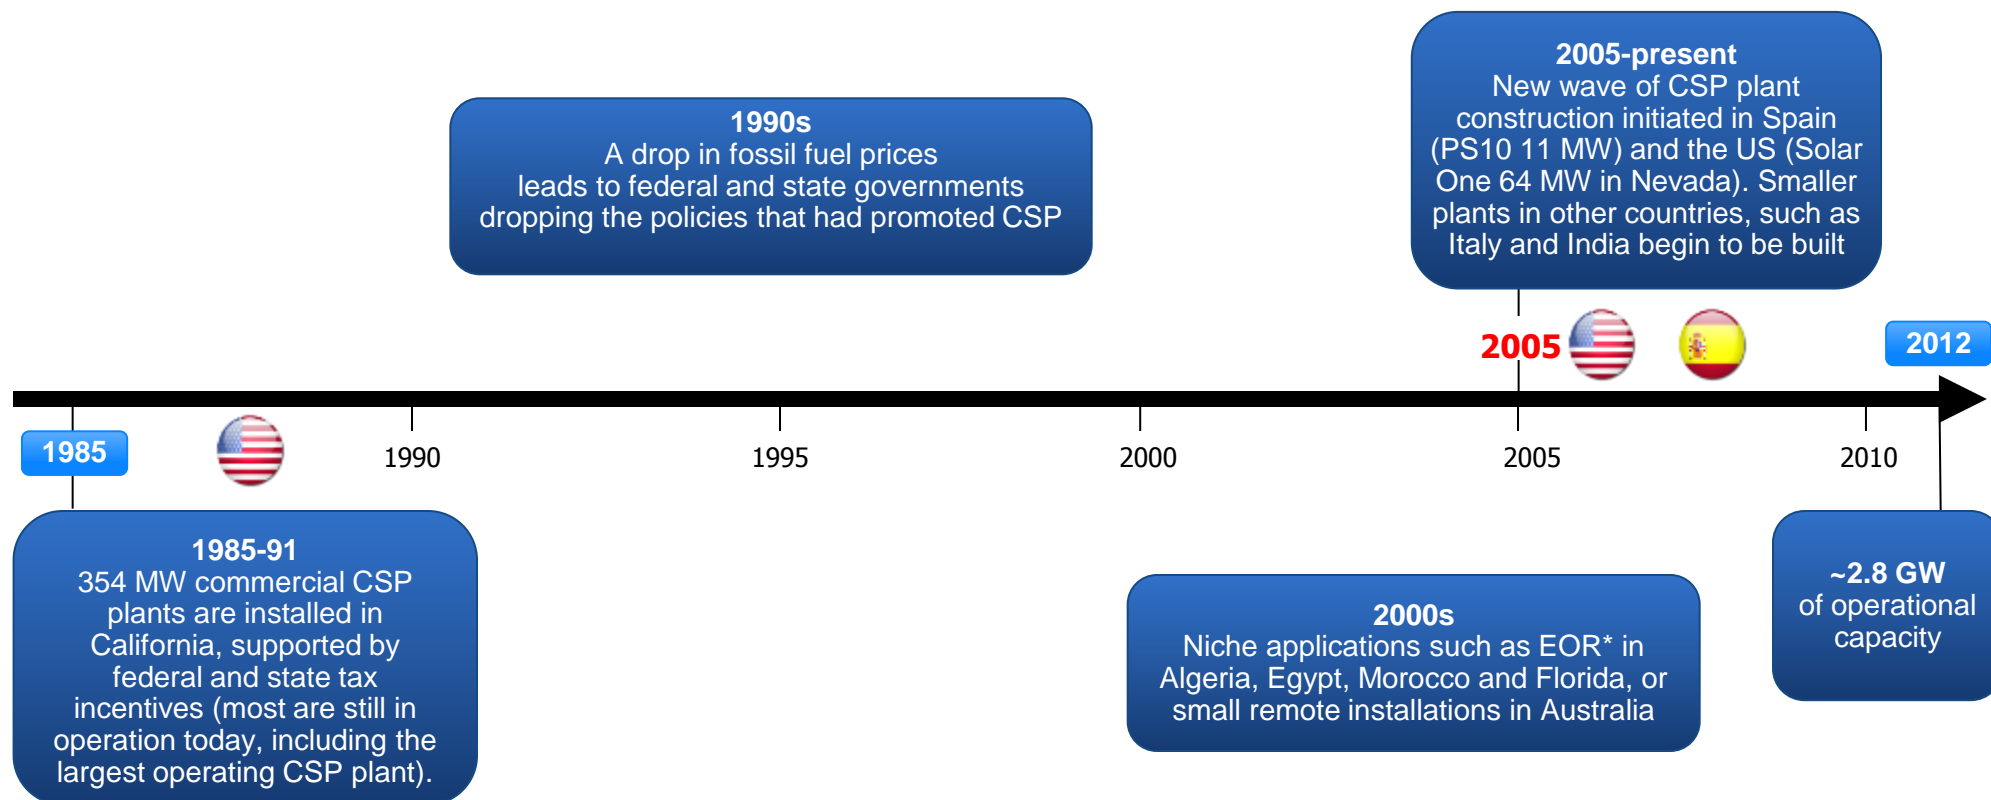 2005-present
New wave of CSP plant
construction initiated in Spain
(PS10 11 MW) and the US (Solar
One 64 MW in Nevada). Smaller
plants in other countries, such as
Italy and India begin to be built
1990s
A drop in fossil fuel prices
leads to federal and state governments
dropping the policies that had promoted CSP
2005
2012
1985
1990
1995
2000
2005
2010
1985-91
354 MW commercial CSP
plants are installed in
California, supported by
federal and state tax
incentives (most are still in
operation today, including the
largest operating CSP plant).
2000s
Niche applications such as EOR* in
Algeria, Egypt, Morocco and Florida, or
small remote installations in Australia
~2.8 GW
of operational
capacity